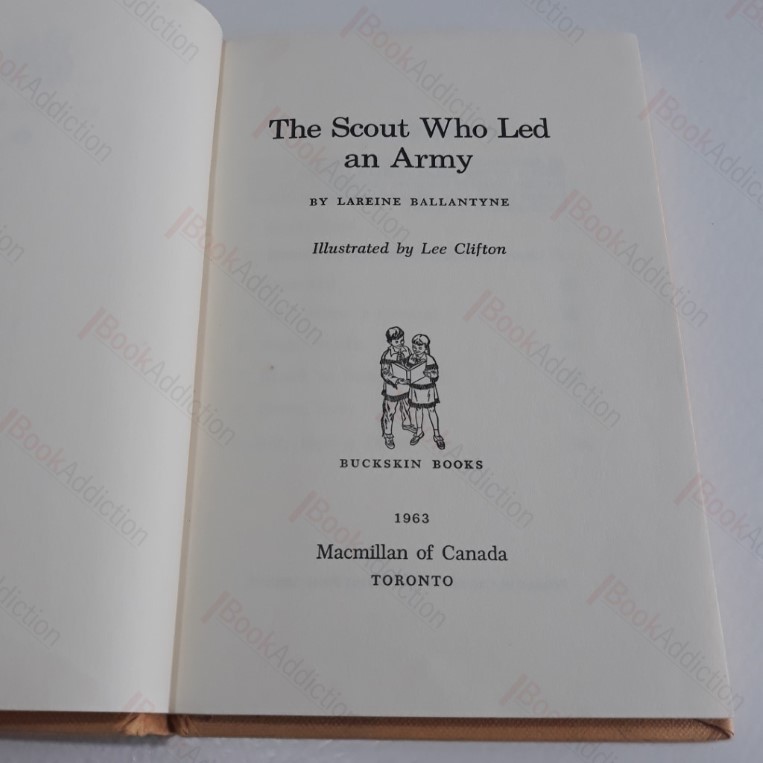 The Scout Who Led
an Army
BY LAREINE BALLANTYNE
Illustrated by Lee Clifton
BUCKSKIN BOOKS
1963
Macmillan of Canada
TORONTO
BookAddiction